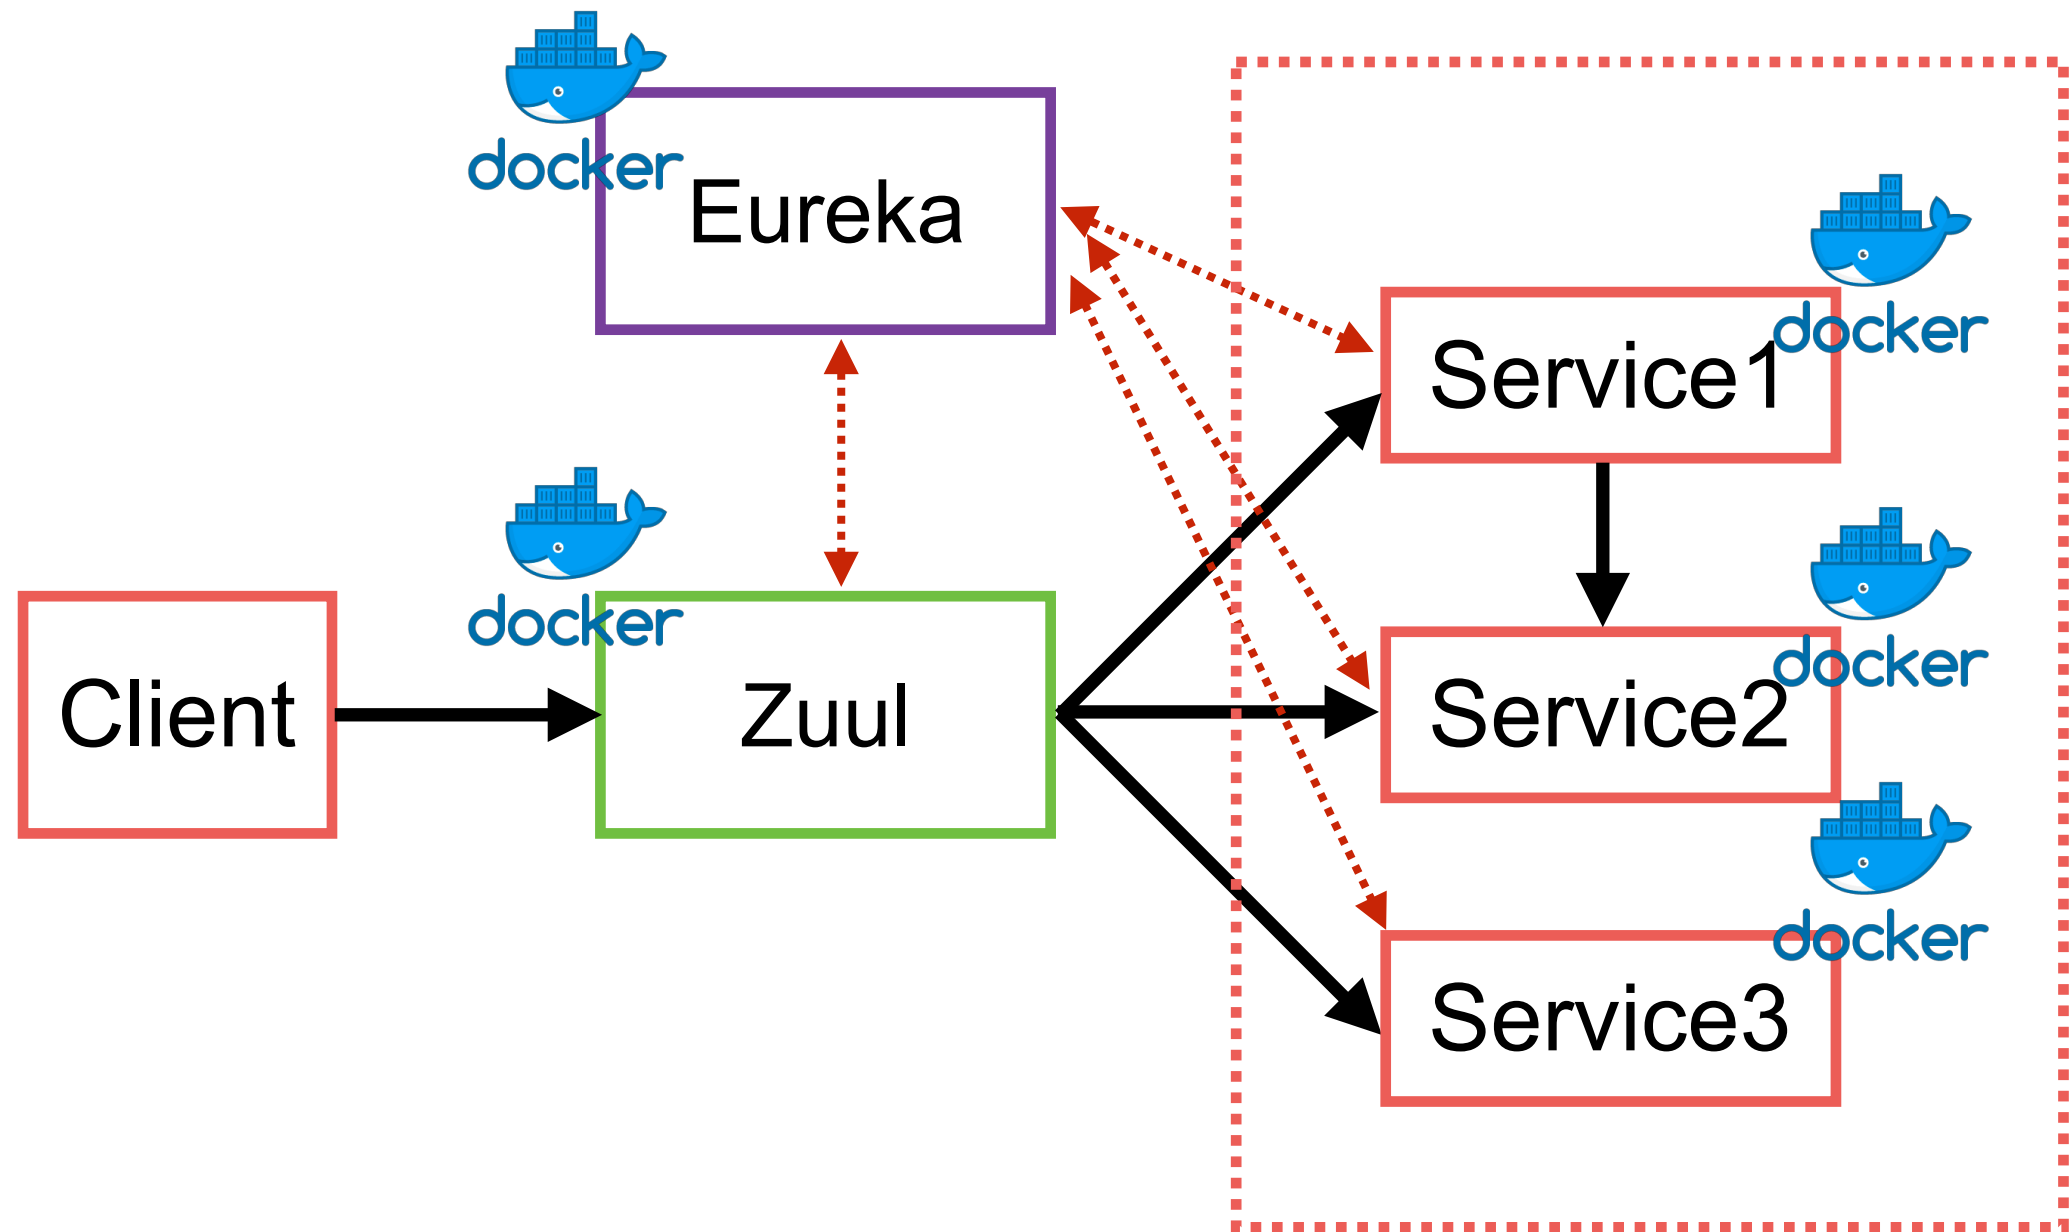 docker
Eureka
docker
Service1
docker
Client
Zuul
docker
Service2
docker
Service3